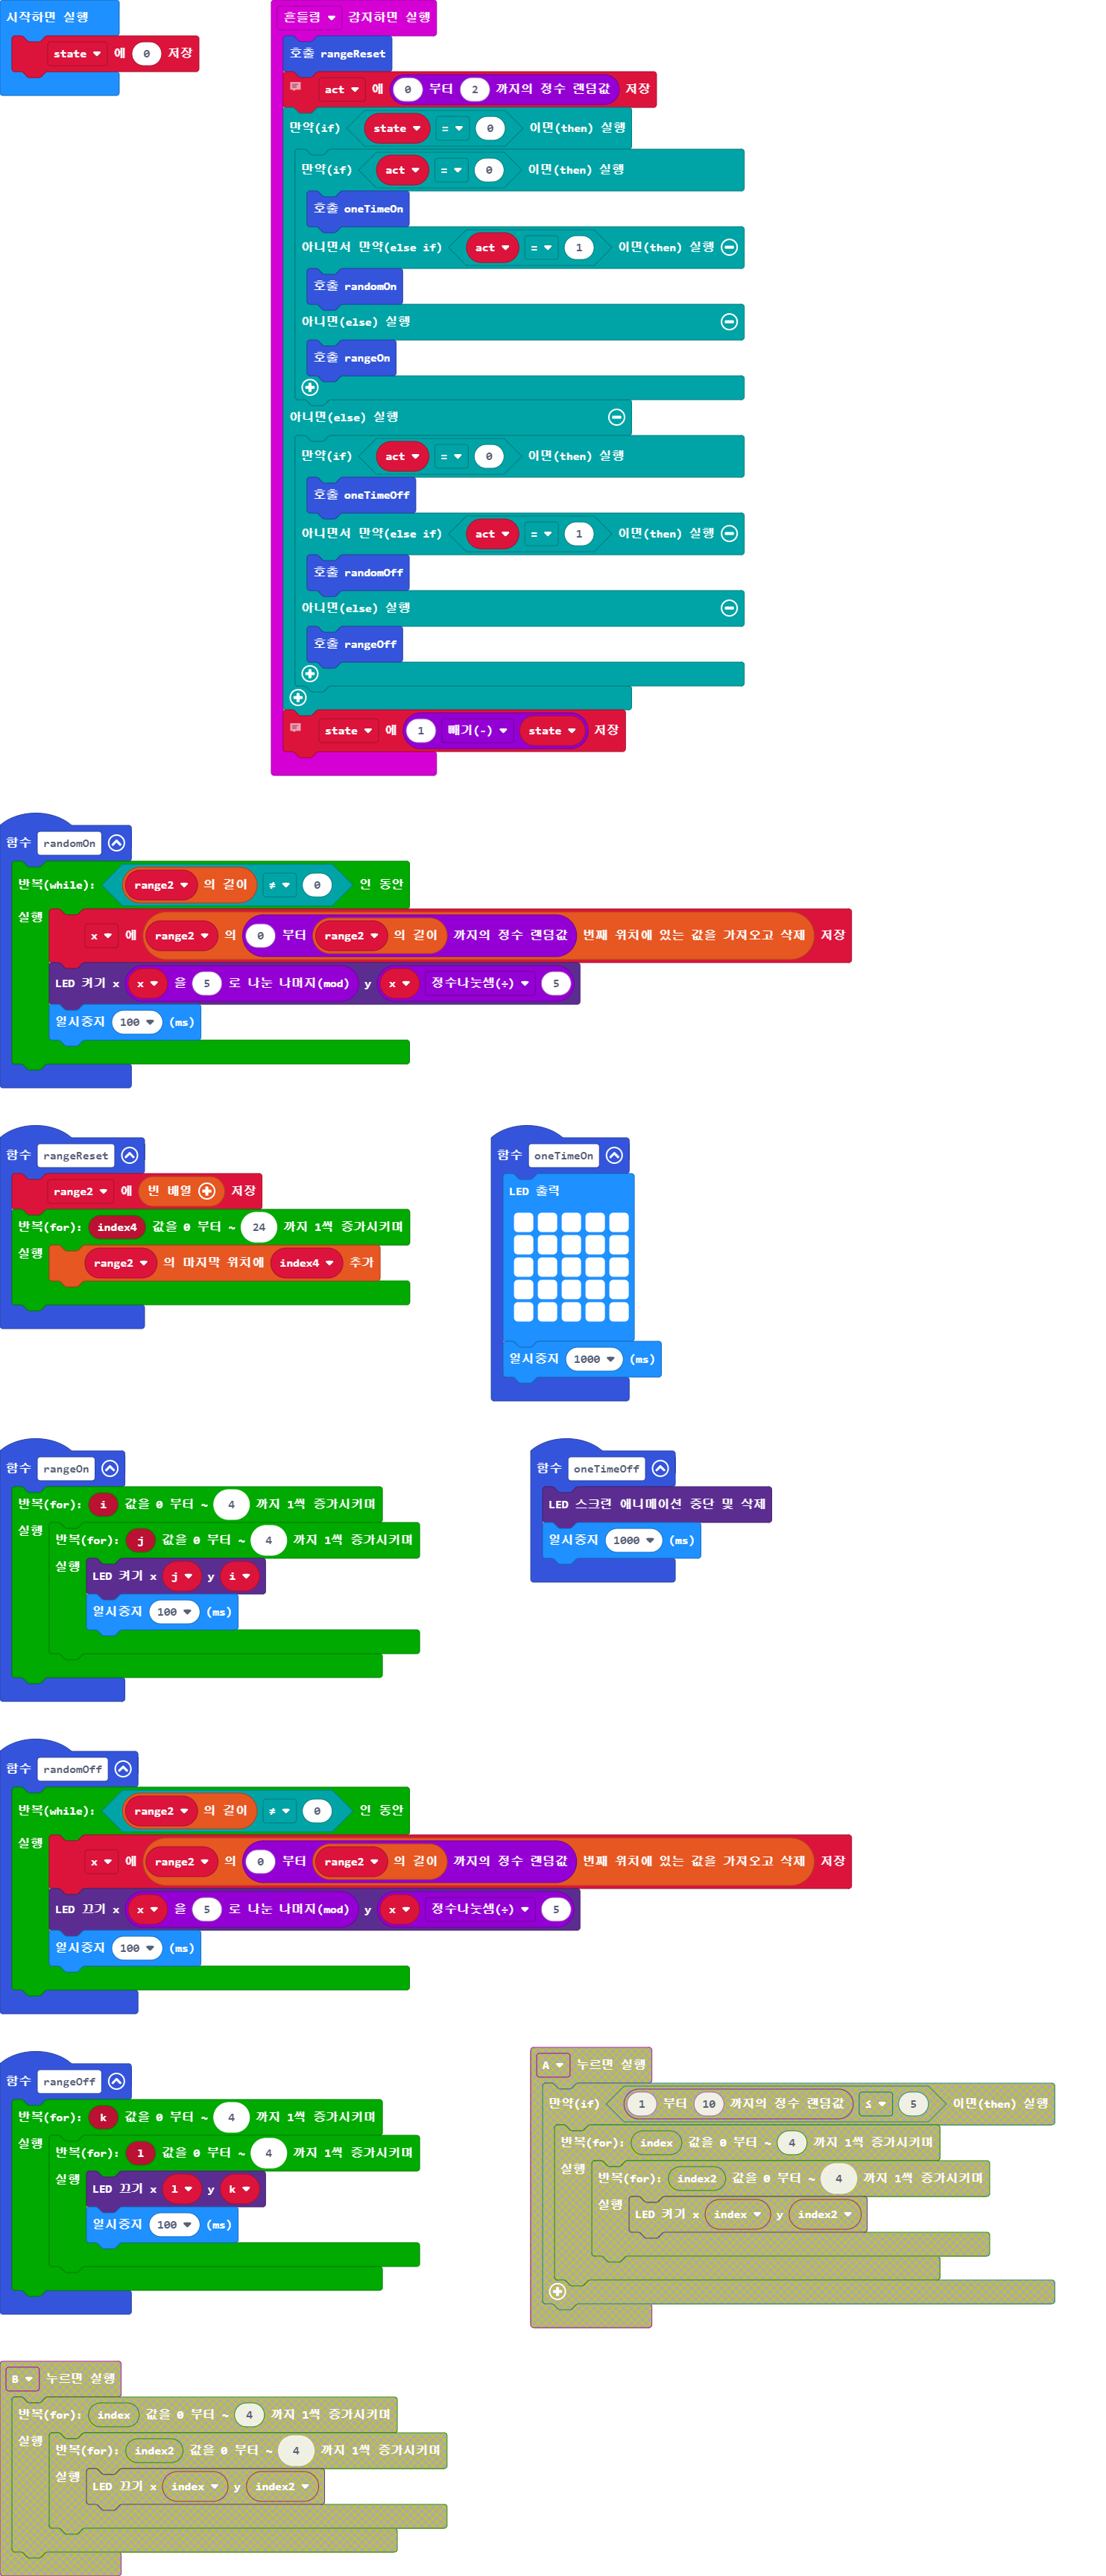 시작하면 실행
state 에 0 저장
흔들림 감지하면 실행
호출 rangeReset
act 에 0 부터 2 까지의 정수 랜덤값 저장
만약(if) state = 0 이면(then) 실행
만약(if) act = 0 이면(then) 실행
호출 oneTimeOn
아니면서 만약(else if) act = 1 이면(then) 실행
호출 randomOn
아니면(else) 실행
호출 rangeOn
아니면(else) 실행
만약(if) act = 0 이면(then) 실행
호출 oneTimeOff
아니면서 만약(else if) act = 1 이면(then) 실행
호출 randomOff
아니면(else) 실행
호출 rangeOff
state 에 1 빼기(-) state 저장
함수 randomOn
반복(while): range2 의 길이 ≠ 0 인 동안
실행
x 에 range2 의 0 부터 range2 의 길이 까지의 정수 랜덤값 번째 위치에 있는 값을 가져오고 삭제 저장
LED 켜기 x x 을 5 로 나눈 나머지(mod) y x 정수나눗셈(÷) 5
일시중지 100 (ms)
함수 rangeReset
range2 에 빈 배열 저장
반복(for): index4 값을 0 부터 ~ 24 까지 1씩 증가시키며
실행
range2 의 마지막 위치에 index4 추가
함수 oneTimeOn
LED 출력
일시중지 1000 (ms)
함수 rangeOn
반복(for): i 값을 0 부터 ~ 4 까지 1씩 증가시키며
실행
반복(for): j 값을 0 부터 ~ 4 까지 1씩 증가시키며
실행
LED 켜기 x j y i
일시중지 100 (ms)
함수 oneTimeOff
LED 스크린 애니메이션 중단 및 삭제
일시중지 1000 (ms)
함수 randomOff
반복(while): range2 의 길이 ≠ 0 인 동안
실행
x 에 range2 의 0 부터 range2 의 길이 까지의 정수 랜덤값 번째 위치에 있는 값을 가져오고 삭제 저장
LED 끄기 x x 을 5 로 나눈 나머지(mod) y x 정수나눗셈(÷) 5
일시중지 100 (ms)
함수 rangeOff
반복(for): k 값을 0 부터 ~ 4 까지 1씩 증가시키며
실행
반복(for): l 값을 0 부터 ~ 4 까지 1씩 증가시키며
실행
LED 끄기 x l y k
일시중지 100 (ms)
A 누르면 실행
만약(if) 1 부터 10 까지의 정수 랜덤값 ≤ 5 이면(then) 실행
반복(for): index 값을 0 부터 ~ 4 까지 1씩 증가시키며
실행
반복(for): index2 값을 0 부터 ~ 4 까지 1씩 증가시키며
실행
LED 켜기 x index y index2
B 누르면 실행
반복(for): index 값을 0 부터 ~ 4 까지 1씩 증가시키며
실행
반복(for): index2 값을 0 부터 ~ 4 까지 1씩 증가시키며
실행
LED 끄기 x index y index2